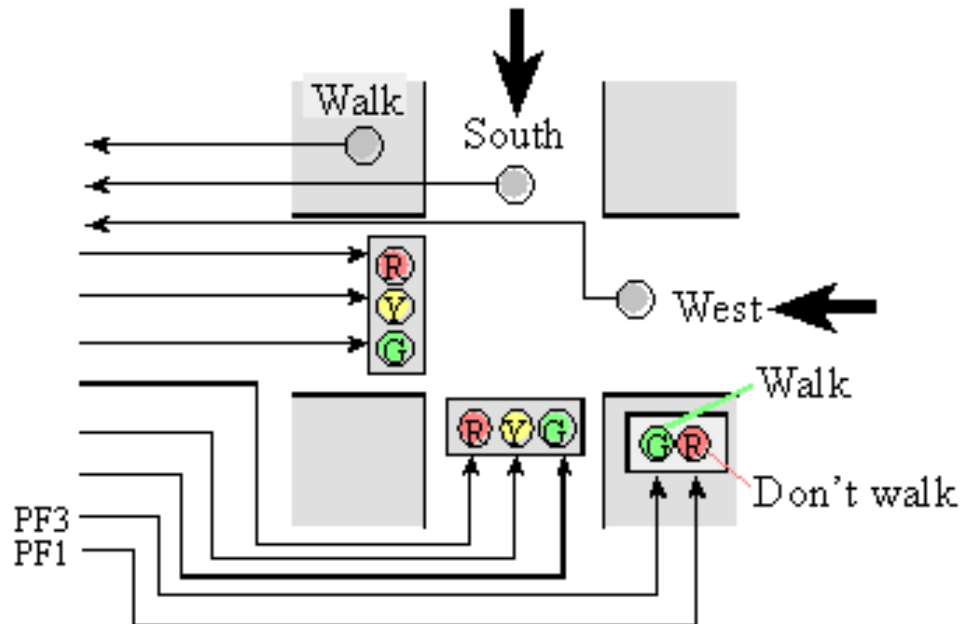 Walk
South
R
Y
G
West
Walk
R Y G
G R
Don't walk
PF3
PF1